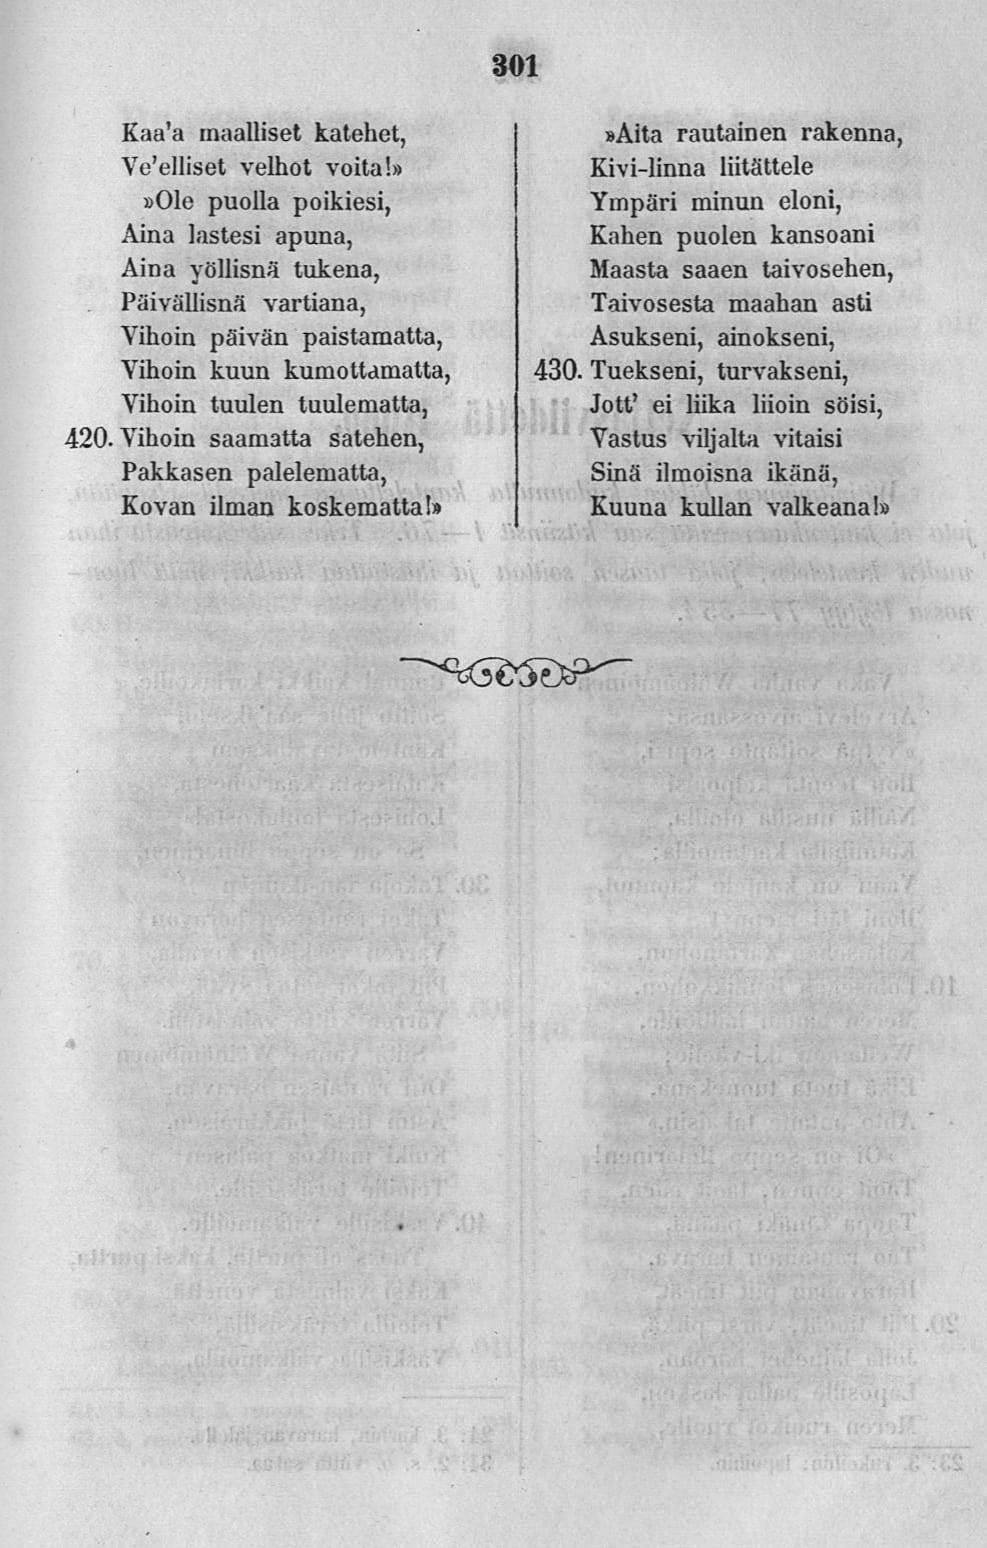 301
Kaa'a maalliset katehet,
Ve'elliset velhot voita!»
»Ole puolla poikiesi,
Aina lastesi apuna,
Aina yöllisnä tukena,
Päivällisnä vartiana,
Vihoin päivän paistamatta,
Vihoin kuun kumottamatta,
Vihoin tuulen tuulematta,
420. Vihoin saamatta satehen,
Pakkasen palelematta,
Kovan ilman koskematta!»
»Aita rautainen rakenna,
Kivi-linna liitättele
Ympäri minun eloni,
Kahen puolen kansoani
Maasta saaen taivosehen,
Taivosesta maahan asti
Asukseni, ainokseni,
430. Tuekseni, turvakseni,
Jott' ei liika liioin söisi,
Vastus viljalta vitaisi
Sinä ilmoisna ikänä,
Kuuna kullan valkeana!»